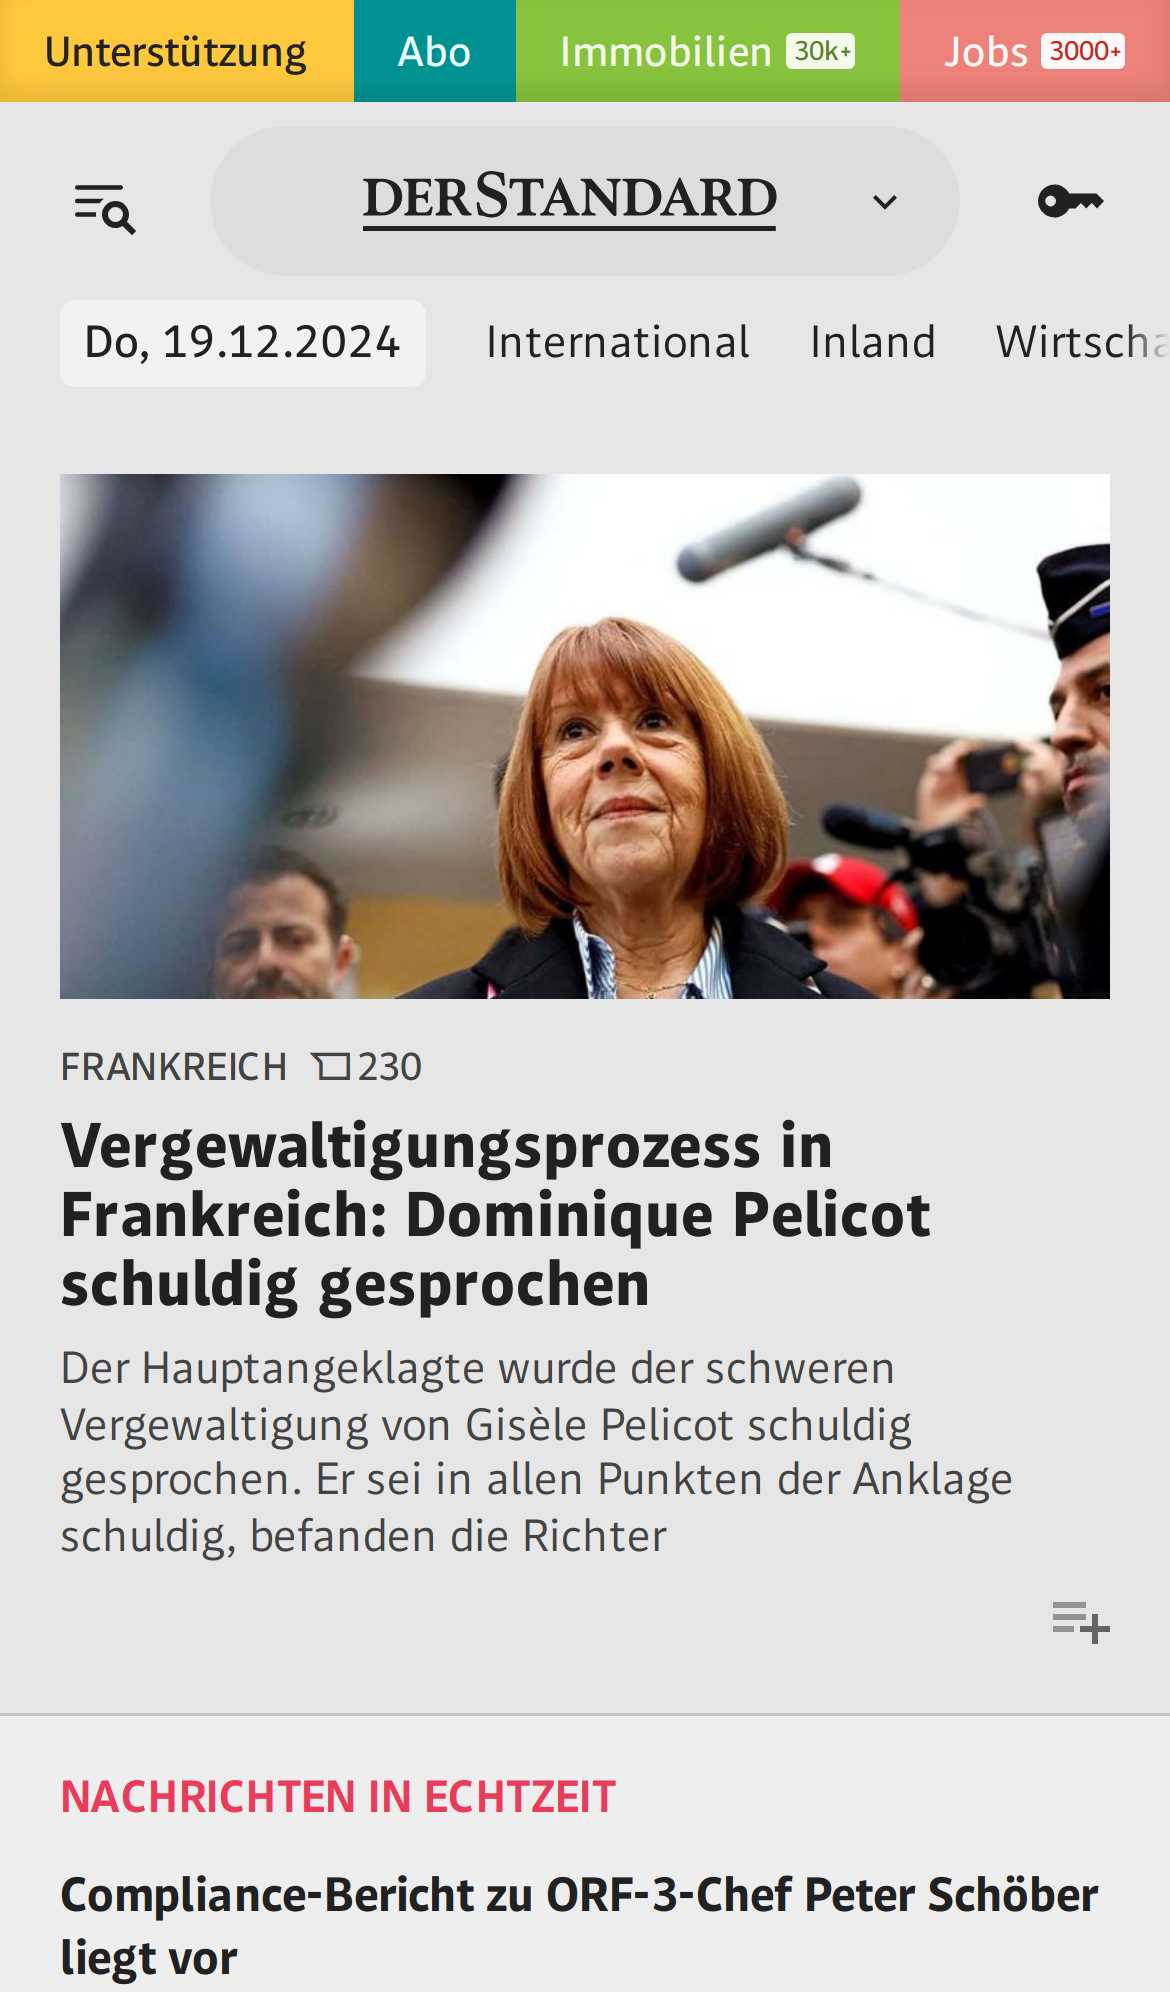 Unterstützung
Abo
Immobilien 30k+
Jobs 3000+
DERSTANDARD
Do, 19.12.2024
International
Inland
Wirtscha
FRANKREICH 230
Vergewaltigungsprozess in
Frankreich: Dominique Pelicot
schuldig gesprochen
Der Hauptangeklagte wurde der schweren
Vergewaltigung von Gisèle Pelicot schuldig
gesprochen. Er sei in allen Punkten der Anklage
schuldig, befanden die Richter
NACHRICHTEN IN ECHTZEIT
Compliance-Bericht zu ORF-3-Chef Peter Schöber
liegt vor